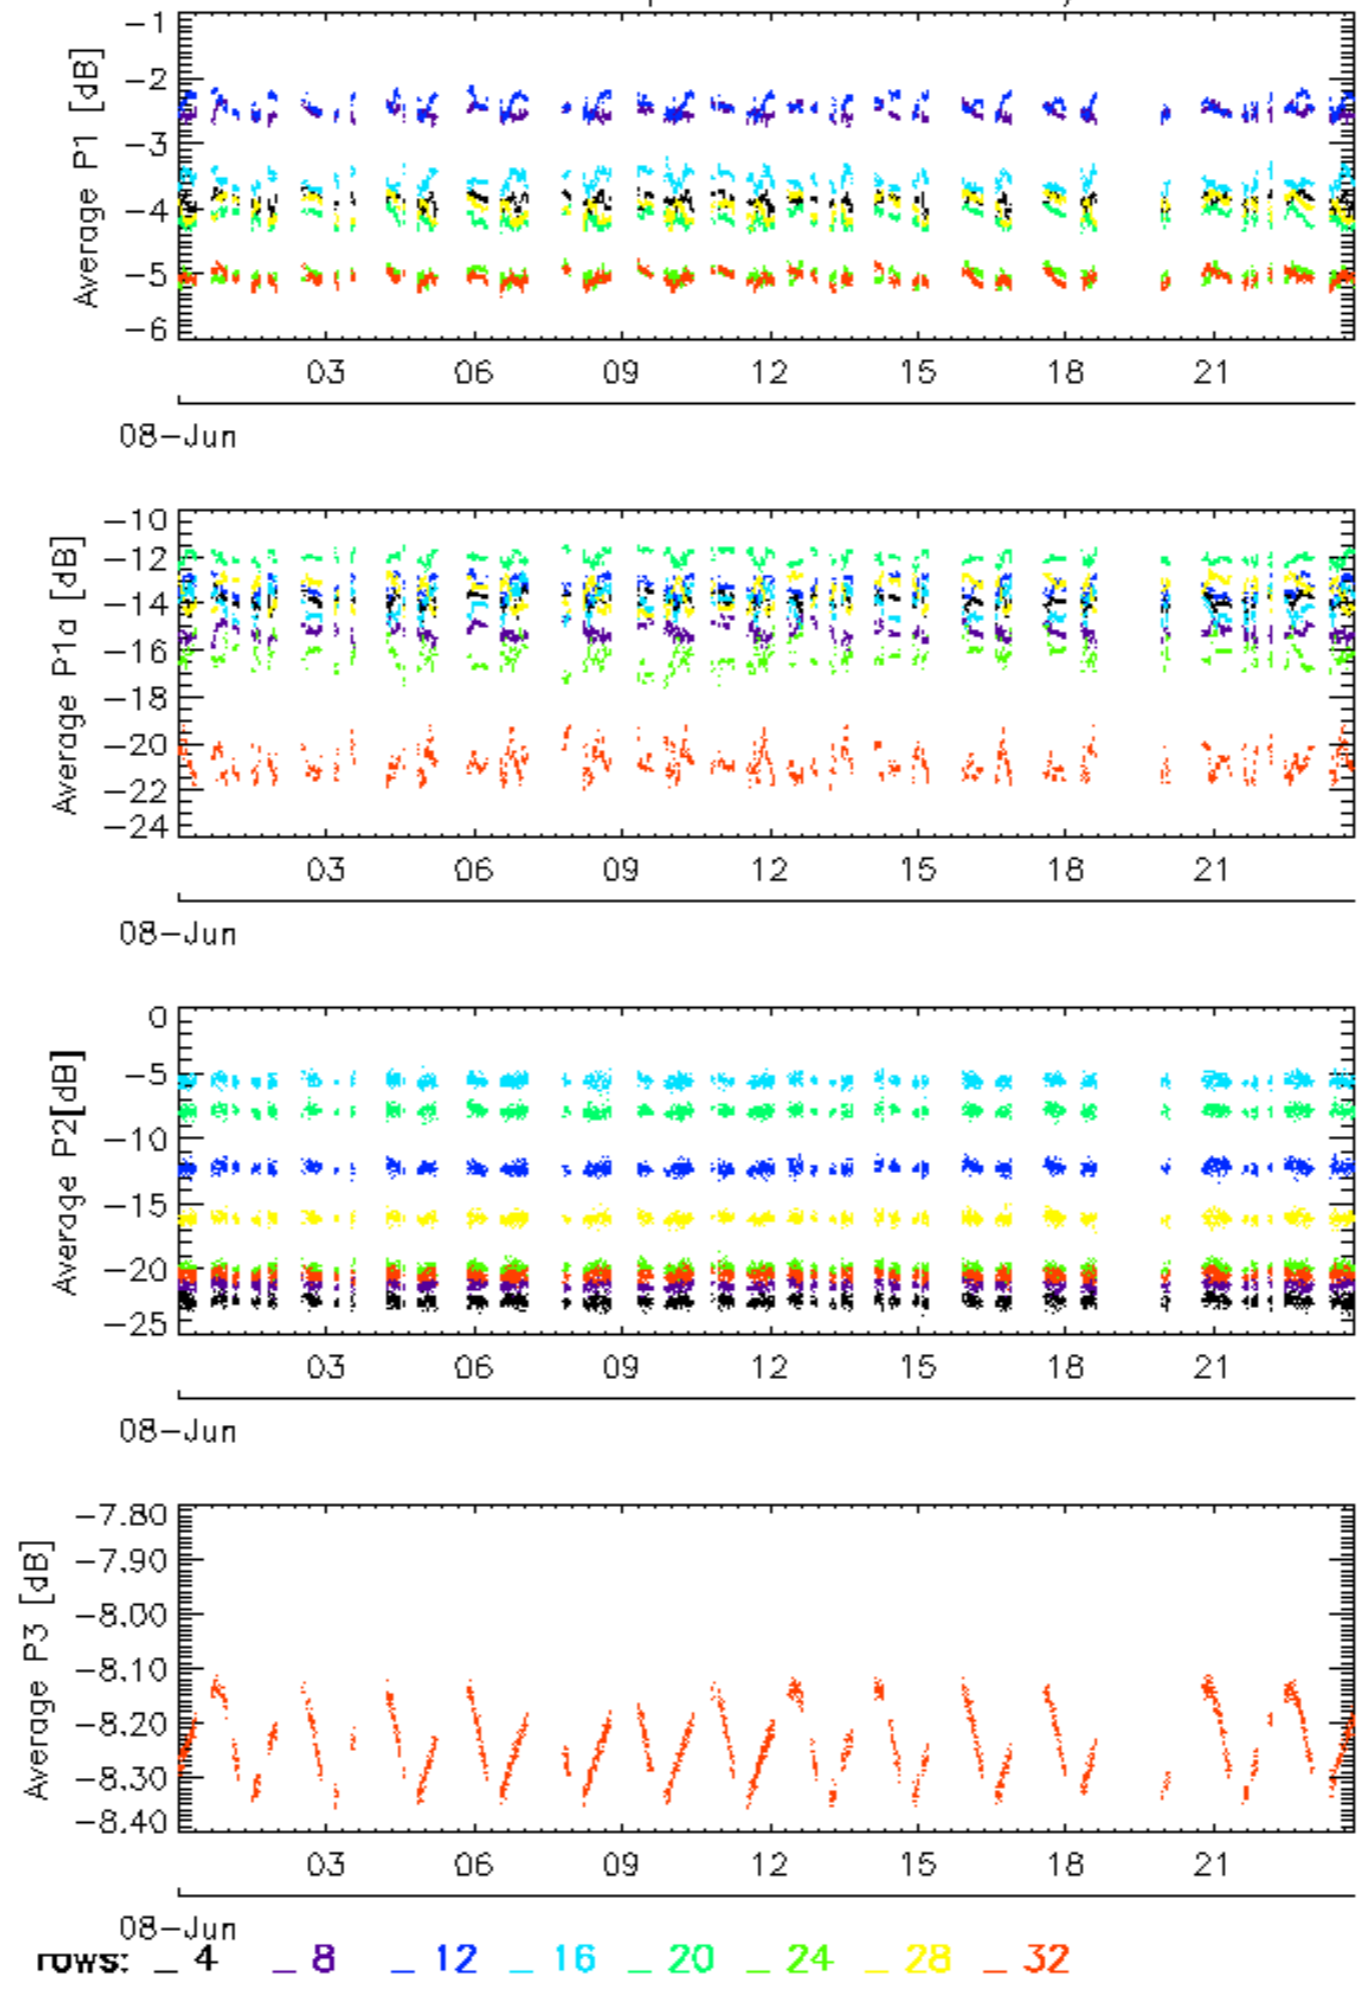 Average P1 [dB]
-1
-2
-3
-4
-5
-6
03 06 09 12 15 18 21
08-Jun
Average P1a [dB]
-10
-12
-14
-16
-18
-20
-22
-24
03 06 09 12 15 18 21
08-Jun
Average P2[dB]
0
-5
-10
-15
-20
-25
03 06 09 12 15 18 21
08-Jun
Average P3 [dB]
-7.80
-7.90
-8.00
-8.10
-8.20
-8.30
-8.40
03 06 09 12 15 18 21
08-Jun
rows: _ 4 _ 8 _ 12 _ 16 _ 20 _ 24 _ 28 _ 32